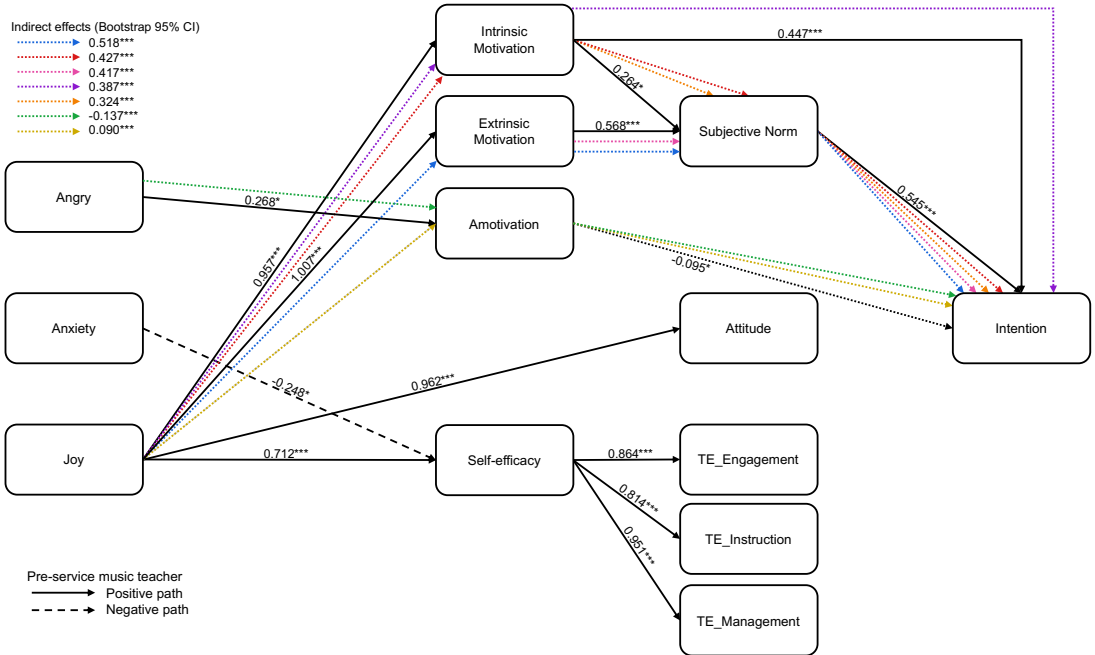 Indirect effects (Bootstrap 95% CI)
0.518***
0.427***
0.417***
0.387***
0.324***
-0.137***
0.090***
Intrinsic
Motivation
0.447***
0.264*
Extrinsic
Motivation
0.568***
Subjective Norm
Angry
0.268*
Amotivation
0.545***
0.957***
1.007***
-0.095*
Anxiety
Attitude
Intention
-0.248*
0.962***
Joy
0.712***
Self-efficacy
0.864***
TE_Engagement
0.814***
TE_Instruction
0.951***
TE_Management
Pre-service music teacher
Positive path
Negative path